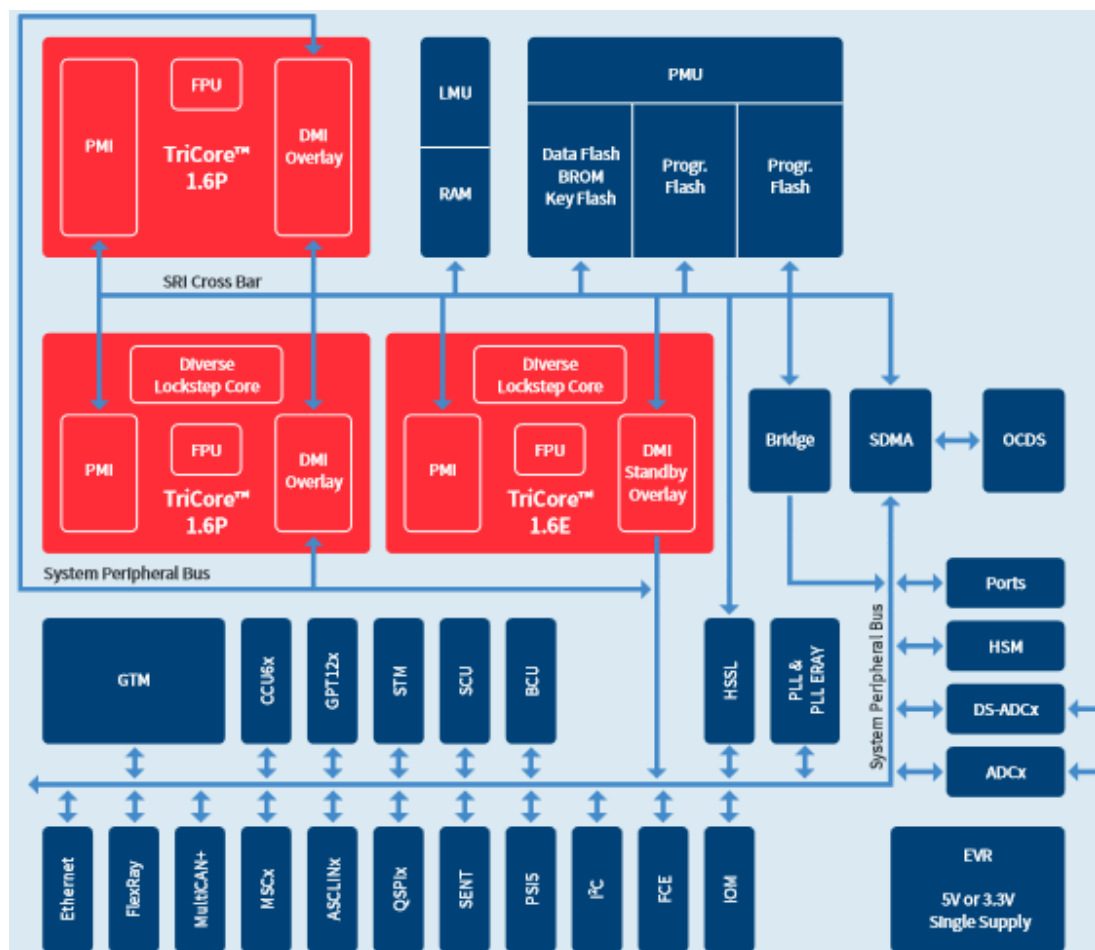 FPU
PMI
TriCore™
1.6P
DMI
Overlay
LMU
RAM
PMU
Data Flash
BROM
Key Flash
Progr.
Flash
Progr.
Flash
SRI Cross Bar
Diverse
Lockstep Core
PMI
FPU
TriCore™
1.6P
DMI
Overlay
Diverse
Lockstep Core
PMI
FPU
TriCore™
1.6E
DMI
Standby
Overlay
Bridge
SDMA
OCDS
System Peripheral Bus
System Peripheral Bus
Ports
HSM
DS-ADCx
ADCx
GTM
CCU6x
GPT12x
STM
SCU
BCU
HSSL
PLL &
PLL ERAY
Ethernet
FlexRay
MultiCAN+
MSCx
ASCLINx
QSPIx
SENT
PSI5
I²C
FCE
IOM
EVR
5V or 3.3V
Single Supply